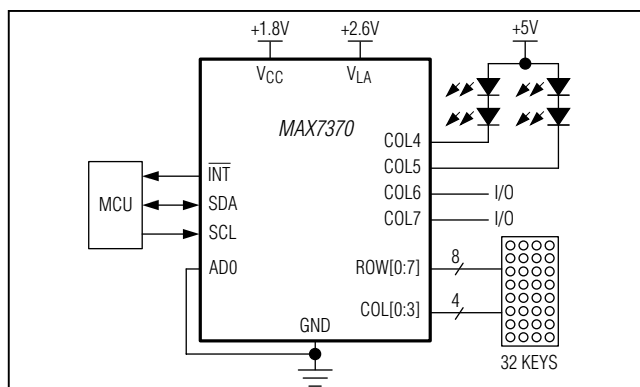 +1.8V
+2.6V
+5V
VCC
VLA
MAX7370
COL4
COL5
COL6
I/O
COL7
I/O
MCU
INT
SDA
SCL
AD0
ROW[0:7]
8
COL[0:3]
4
GND
32 KEYS